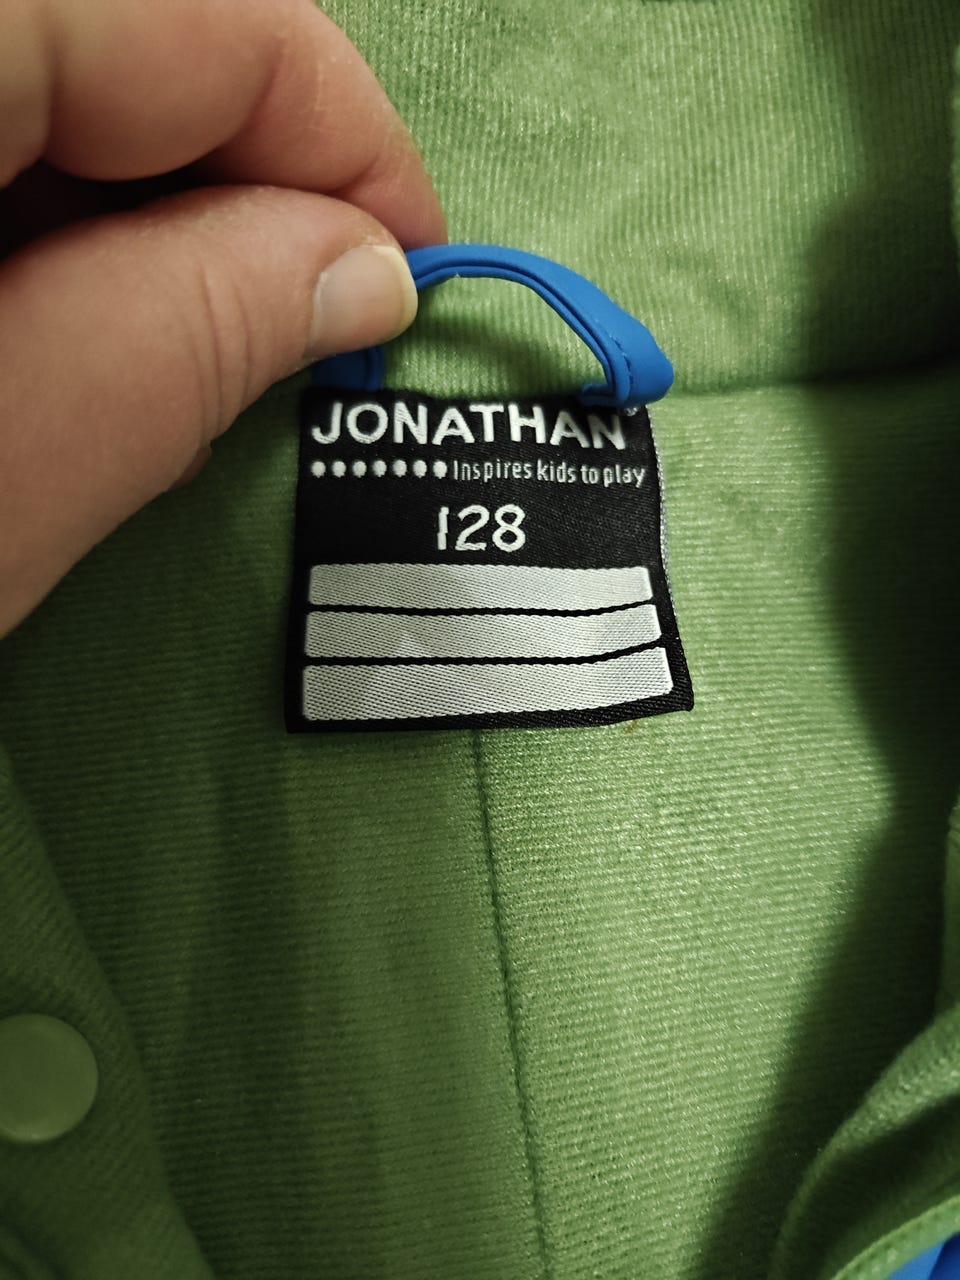 JONATHAN®
Inspires kids to play
128